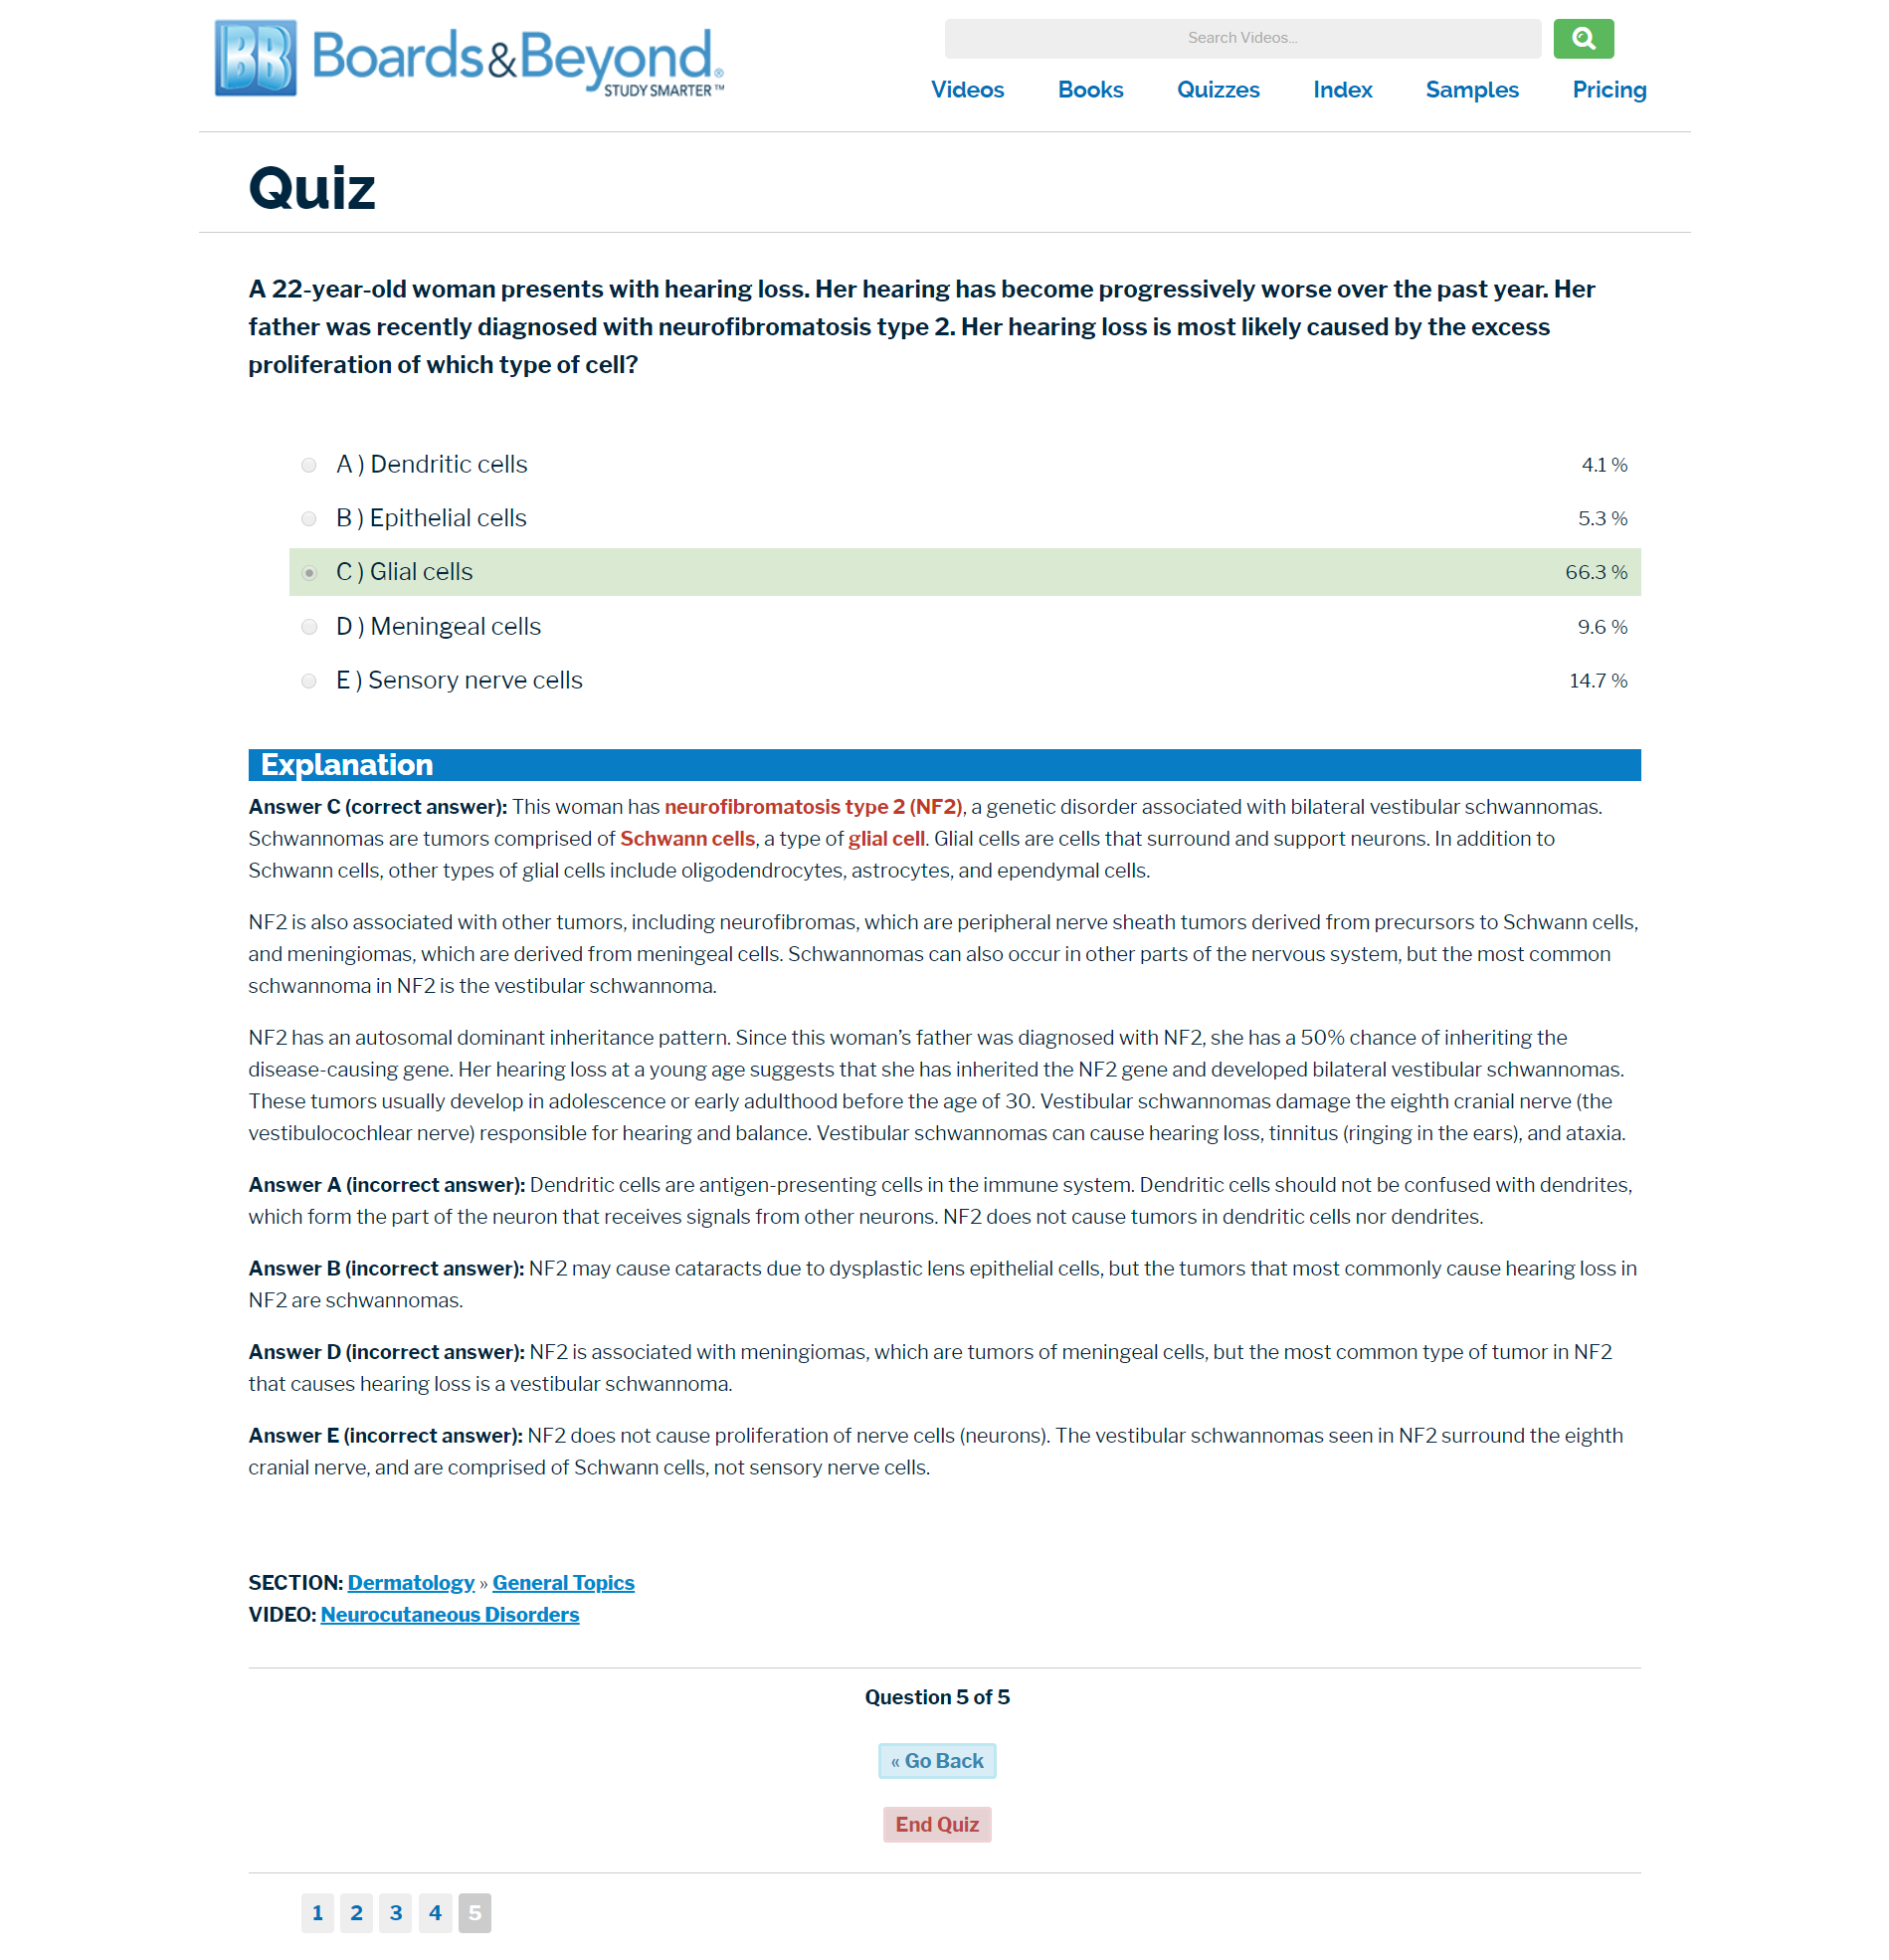 BB Boards&Beyond®
STUDY SMARTER™
Search Videos...
Videos Books Quizzes Index Samples Pricing
Quiz
A 22-year-old woman presents with hearing loss. Her hearing has become progressively worse over the past year. Her
father was recently diagnosed with neurofibromatosis type 2. Her hearing loss is most likely caused by the excess
proliferation of which type of cell?
A ) Dendritic cells 4.1 %
B ) Epithelial cells 5.3 %
C ) Glial cells 66.3 %
D ) Meningeal cells 9.6 %
E ) Sensory nerve cells 14.7 %
Explanation
Answer C (correct answer): This woman has neurofibromatosis type 2 (NF2), a genetic disorder associated with bilateral vestibular schwannomas.
Schwannomas are tumors comprised of Schwann cells, a type of glial cell. Glial cells are cells that surround and support neurons. In addition to
Schwann cells, other types of glial cells include oligodendrocytes, astrocytes, and ependymal cells.
NF2 is also associated with other tumors, including neurofibromas, which are peripheral nerve sheath tumors derived from precursors to Schwann cells,
and meningiomas, which are derived from meningeal cells. Schwannomas can also occur in other parts of the nervous system, but the most common
schwannoma in NF2 is the vestibular schwannoma.
NF2 has an autosomal dominant inheritance pattern. Since this woman’s father was diagnosed with NF2, she has a 50% chance of inheriting the
disease-causing gene. Her hearing loss at a young age suggests that she has inherited the NF2 gene and developed bilateral vestibular schwannomas.
These tumors usually develop in adolescence or early adulthood before the age of 30. Vestibular schwannomas damage the eighth cranial nerve (the
vestibulocochlear nerve) responsible for hearing and balance. Vestibular schwannomas can cause hearing loss, tinnitus (ringing in the ears), and ataxia.
Answer A (incorrect answer): Dendritic cells are antigen-presenting cells in the immune system. Dendritic cells should not be confused with dendrites,
which form the part of the neuron that receives signals from other neurons. NF2 does not cause tumors in dendritic cells nor dendrites.
Answer B (incorrect answer): NF2 may cause cataracts due to dysplastic lens epithelial cells, but the tumors that most commonly cause hearing loss in
NF2 are schwannomas.
Answer D (incorrect answer): NF2 is associated with meningiomas, which are tumors of meningeal cells, but the most common type of tumor in NF2
that causes hearing loss is a vestibular schwannoma.
Answer E (incorrect answer): NF2 does not cause proliferation of nerve cells (neurons). The vestibular schwannomas seen in NF2 surround the eighth
cranial nerve, and are comprised of Schwann cells, not sensory nerve cells.
SECTION: Dermatology » General Topics
VIDEO: Neurocutaneous Disorders
Question 5 of 5
« Go Back
End Quiz
1 2 3 4 5